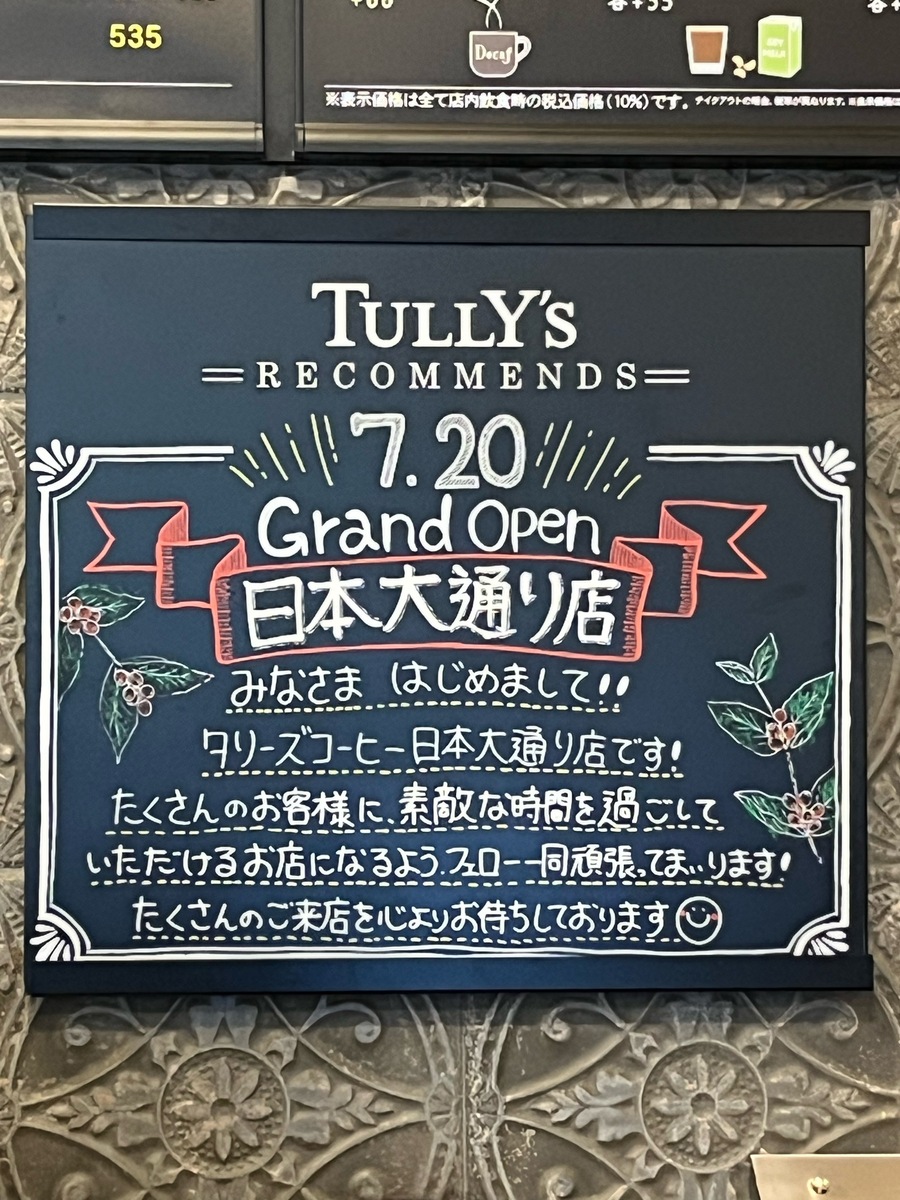 535
Decaf
※表示価格は全て店内飲食時の税込価格(10%)です。
TULLY'S
RECOMMENDS
7.20
Grand Open
日本大通り店
みなさま はじめまして!!
タリーズコーヒー日本大通り店です!
たくさんのお客様に、素敵な時間を過ごして
いただけるお店になるよう、フェロー一同頑張ってまいります!
たくさんのご来店を心よりお待ちしております